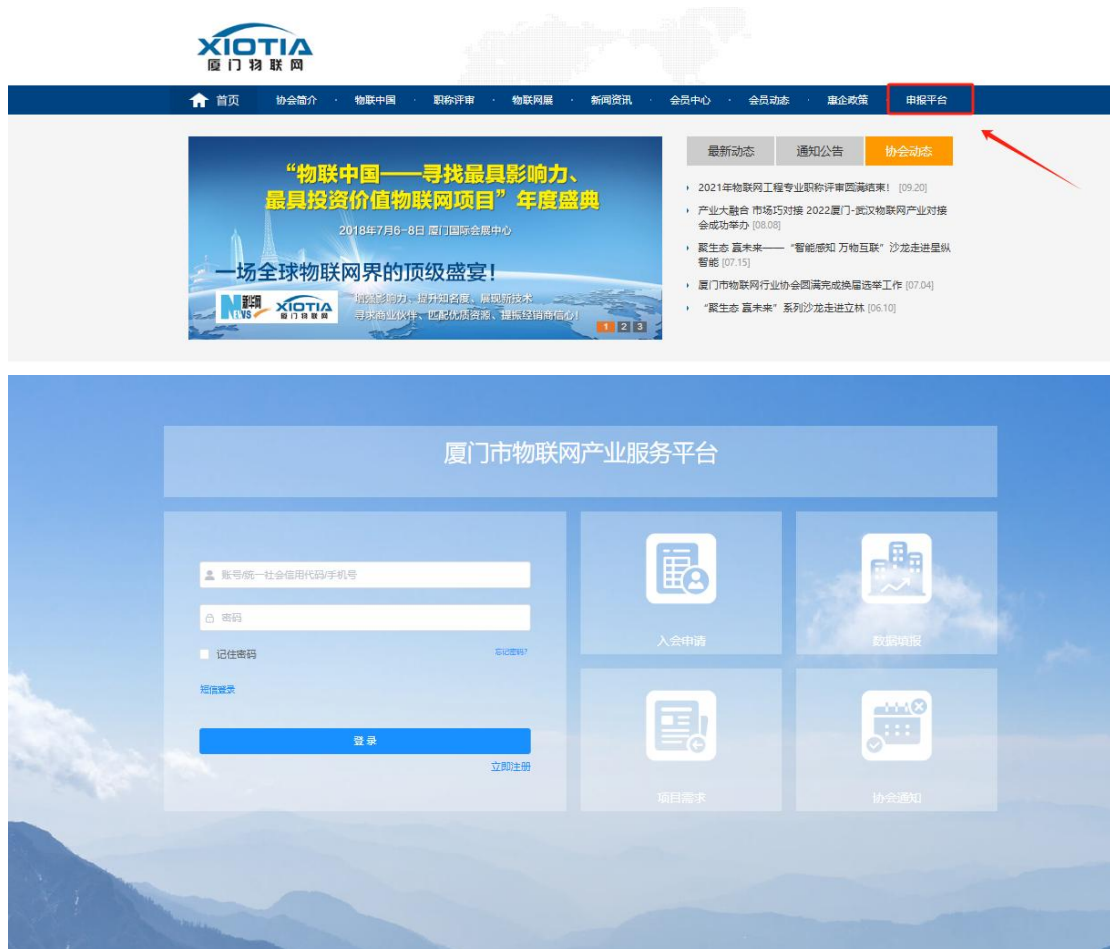 XIOTIA
厦门物联网
首页 协会简介 · 物联中国 · 职称评审 · 物联网展 · 新闻资讯 · 会员中心 · 会员动态 · 惠企政策 申报平台
“物联中国——寻找最具影响力、
最具投资价值物联网项目”年度盛典
2018年7月6-8日 厦门国际会展中心
一场全球物联网界的顶级盛宴!
新华网
NEWS
XIOTIA
厦门物联网
增强影响力、提升知名度、展现新技术
寻求商业伙伴、匹配优质资源、提振经销商信心!
1 2 3
最新动态 通知公告 协会动态
2021年物联网工程专业职称评审圆满结束! [09.20]
产业大融合 市场巧对接 2022厦门-武汉物联网产业对接
会成功举办 [08.08]
聚生态 赢未来—— “智能感知 万物互联”沙龙走进星纵
智能 [07.15]
厦门市物联网行业协会圆满完成换届选举工作 [07.04]
“聚生态 赢未来”系列沙龙走进立林 [06.10]
厦门市物联网产业服务平台
账号/统一社会信用代码/手机号
密码
记住密码 忘记密码?
短信登录
登 录
立即注册
入会申请 数据填报
项目需求 协会通知